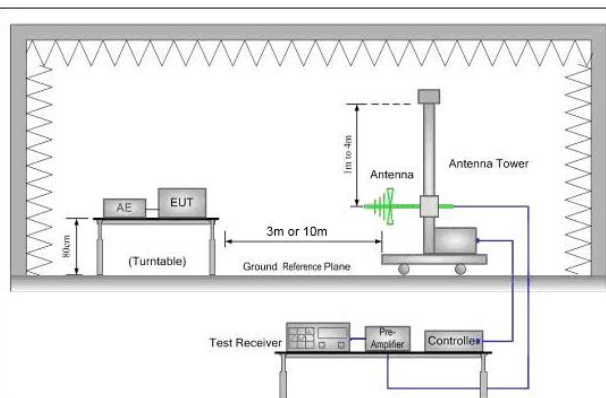 1m to 4m
Antenna
Antenna Tower
AE
EUT
80cm
3m or 10m
(Turntable)
Ground Reference Plane
Test Receiver
Pre-
Amplifier
Controller